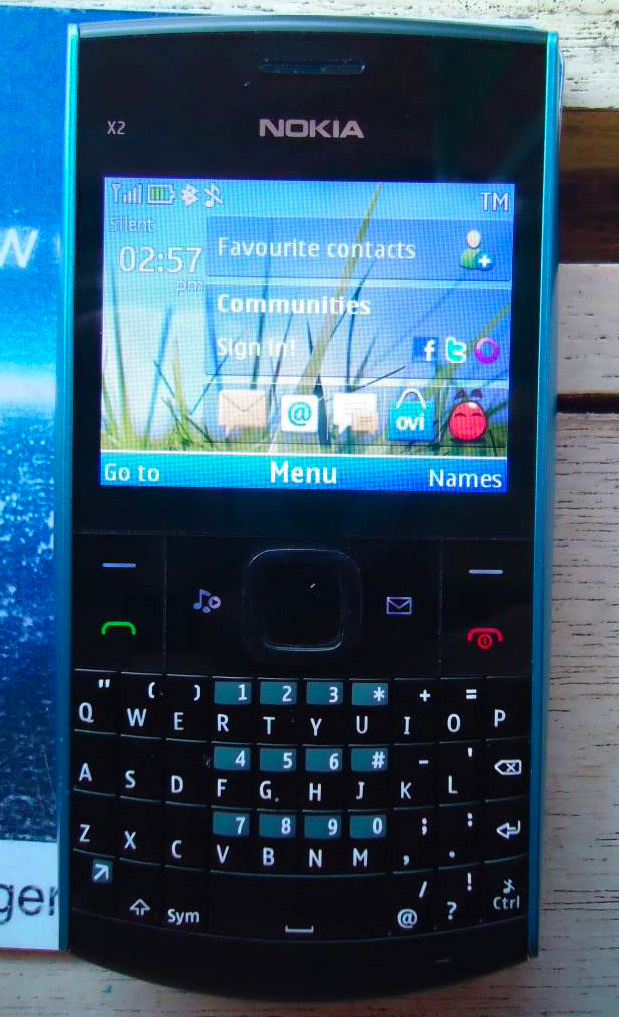 X2 NOKIA
TM
Silent
02:57
pm
Favourite contacts
Communities
Sign in!
f t
@ ovi
Go to Menu Names
" ( ) 1 2 3 * + =
Q W E R T Y U I O P
4 5 6 # - '
A S D F G H J K L
7 8 9 0 ; :
Z X C V B N M , .
/ !
Sym @ ? Ctrl
w
ger